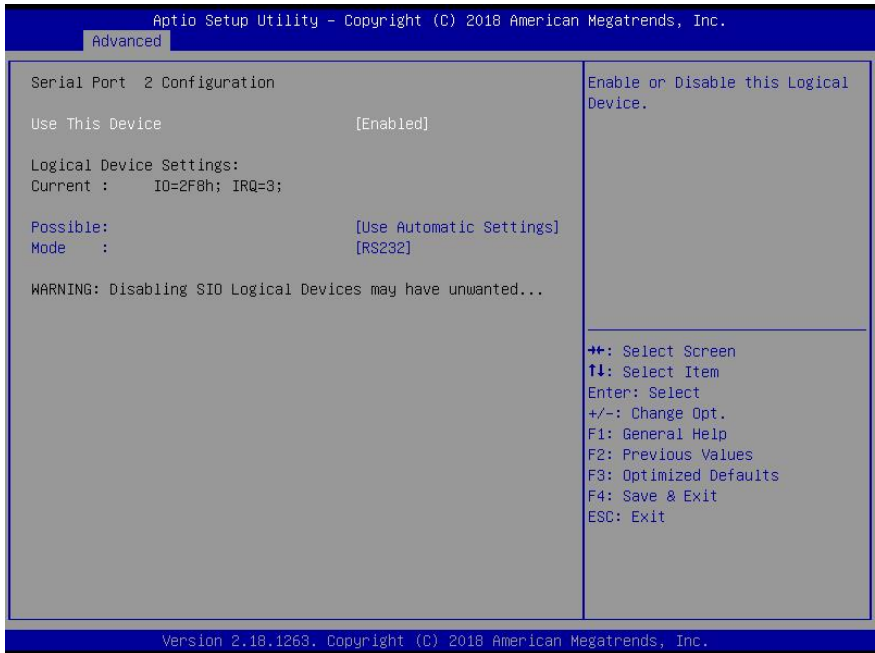 Aptio Setup Utility – Copyright (C) 2018 American Megatrends, Inc.
Advanced
Serial Port 2 Configuration
Use This Device [Enabled]
Logical Device Settings:
Current : IO=2F8h; IRQ=3;
Possible: [Use Automatic Settings]
Mode : [RS232]
WARNING: Disabling SIO Logical Devices may have unwanted...
Enable or Disable this Logical
Device.
→←: Select Screen
↑↓: Select Item
Enter: Select
+/-: Change Opt.
F1: General Help
F2: Previous Values
F3: Optimized Defaults
F4: Save & Exit
ESC: Exit
Version 2.18.1263. Copyright (C) 2018 American Megatrends, Inc.